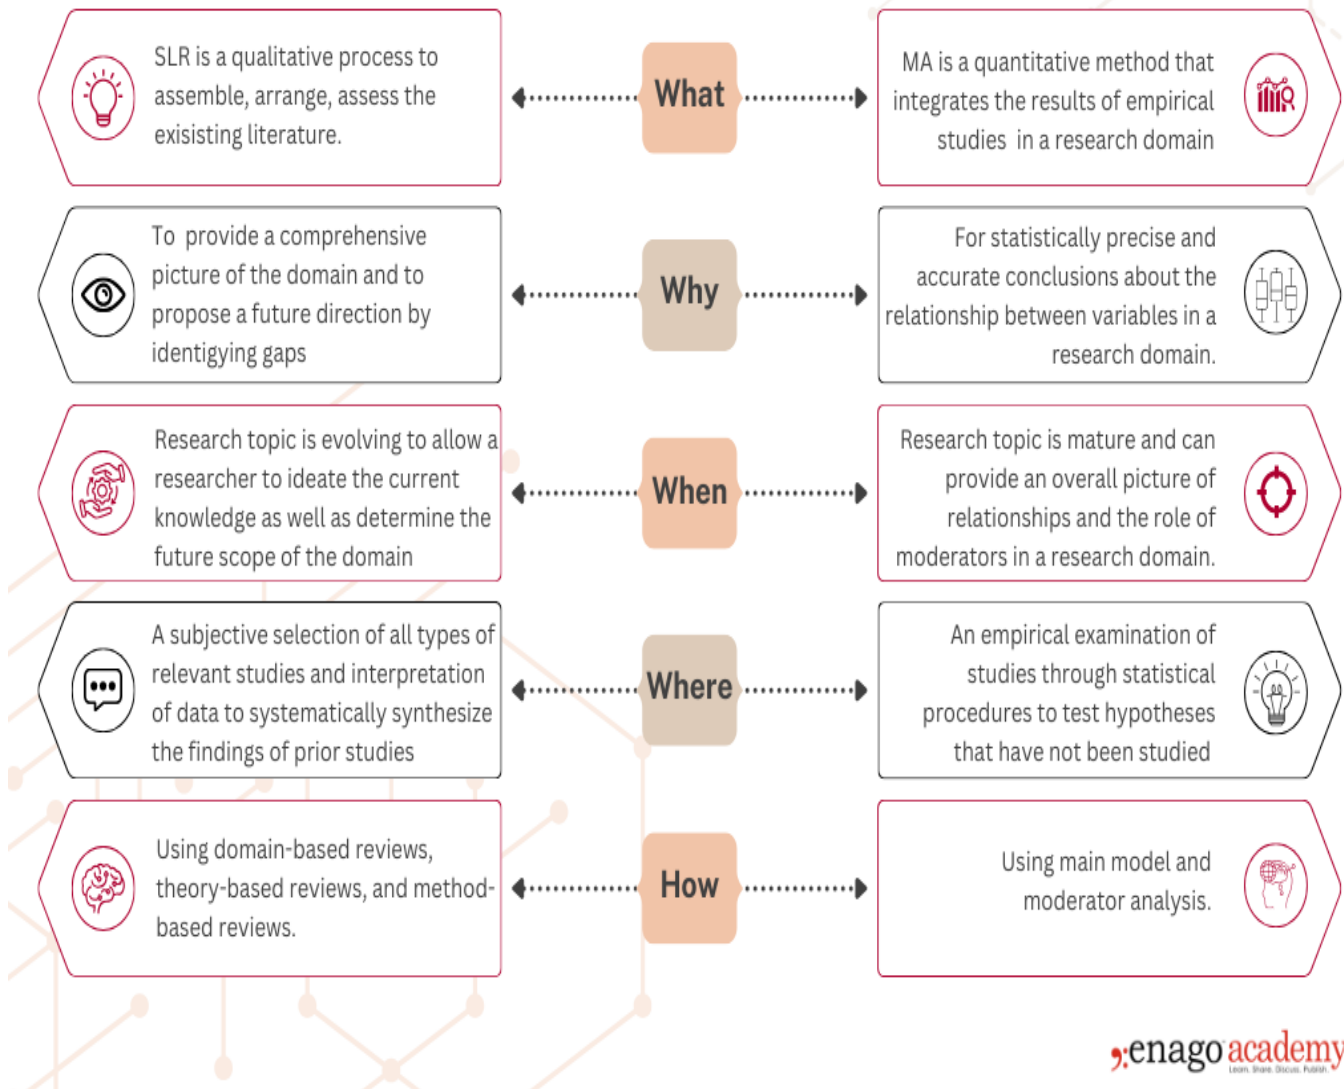 SLR is a qualitative process to
assemble, arrange, assess the
exisisting literature.
What
MA is a quantitative method that
integrates the results of empirical
studies in a research domain
To provide a comprehensive
picture of the domain and to
propose a future direction by
identigying gaps
Why
For statistically precise and
accurate conclusions about the
relationship between variables in a
research domain.
Research topic is evolving to allow a
researcher to ideate the current
knowledge as well as determine the
future scope of the domain
When
Research topic is mature and can
provide an overall picture of
relationships and the role of
moderators in a research domain.
A subjective selection of all types of
relevant studies and interpretation
of data to systematically synthesize
the findings of prior studies
Where
An empirical examination of
studies through statistical
procedures to test hypotheses
that have not been studied
Using domain-based reviews,
theory-based reviews, and method-
based reviews.
How
Using main model and
moderator analysis.
enago academy
Learn. Share. Discuss. Publish.